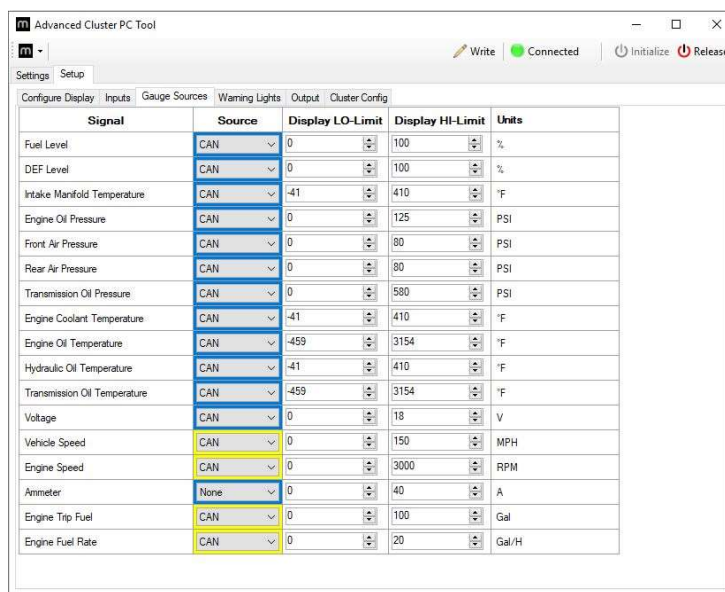 m Advanced Cluster PC Tool
m Write Connected Initialize Release
Settings Setup
Configure Display Inputs Gauge Sources Warning Lights Output Cluster Config
Signal Source Display LO-Limit Display HI-Limit Units
Fuel Level CAN 0 100 %
DEF Level CAN 0 100 %
Intake Manifold Temperature CAN -41 410 °F
Engine Oil Pressure CAN 0 125 PSI
Front Air Pressure CAN 0 80 PSI
Rear Air Pressure CAN 0 80 PSI
Transmission Oil Pressure CAN 0 580 PSI
Engine Coolant Temperature CAN -41 410 °F
Engine Oil Temperature CAN -459 3154 °F
Hydraulic Oil Temperature CAN -41 410 °F
Transmission Oil Temperature CAN -459 3154 °F
Voltage CAN 0 18 V
Vehicle Speed CAN 0 150 MPH
Engine Speed CAN 0 3000 RPM
Ammeter None 0 40 A
Engine Trip Fuel CAN 0 100 Gal
Engine Fuel Rate CAN 0 20 Gal/H